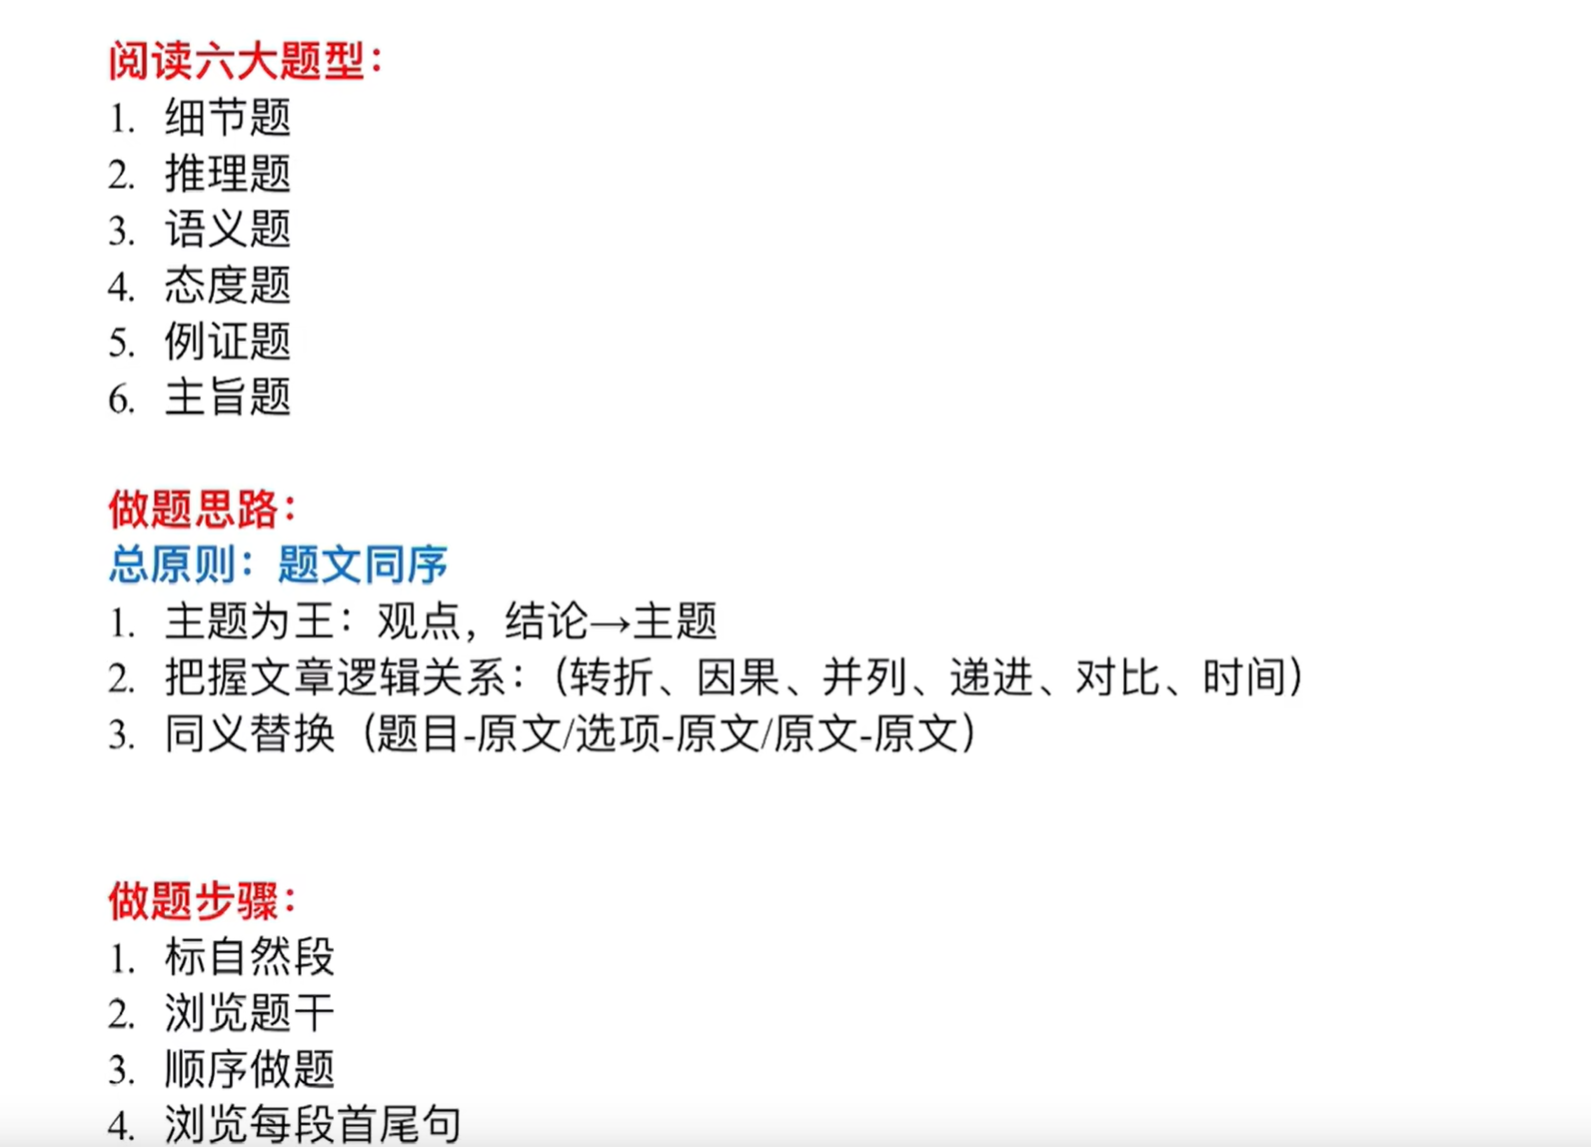 阅读六大题型：
1. 细节题
2. 推理题
3. 语义题
4. 态度题
5. 例证题
6. 主旨题
做题思路：
总原则：题文同序
1. 主题为王：观点，结论→主题
2. 把握文章逻辑关系：（转折、因果、并列、递进、对比、时间）
3. 同义替换（题目-原文/选项-原文/原文-原文）
做题步骤：
1. 标自然段
2. 浏览题干
3. 顺序做题
4. 浏览每段首尾句